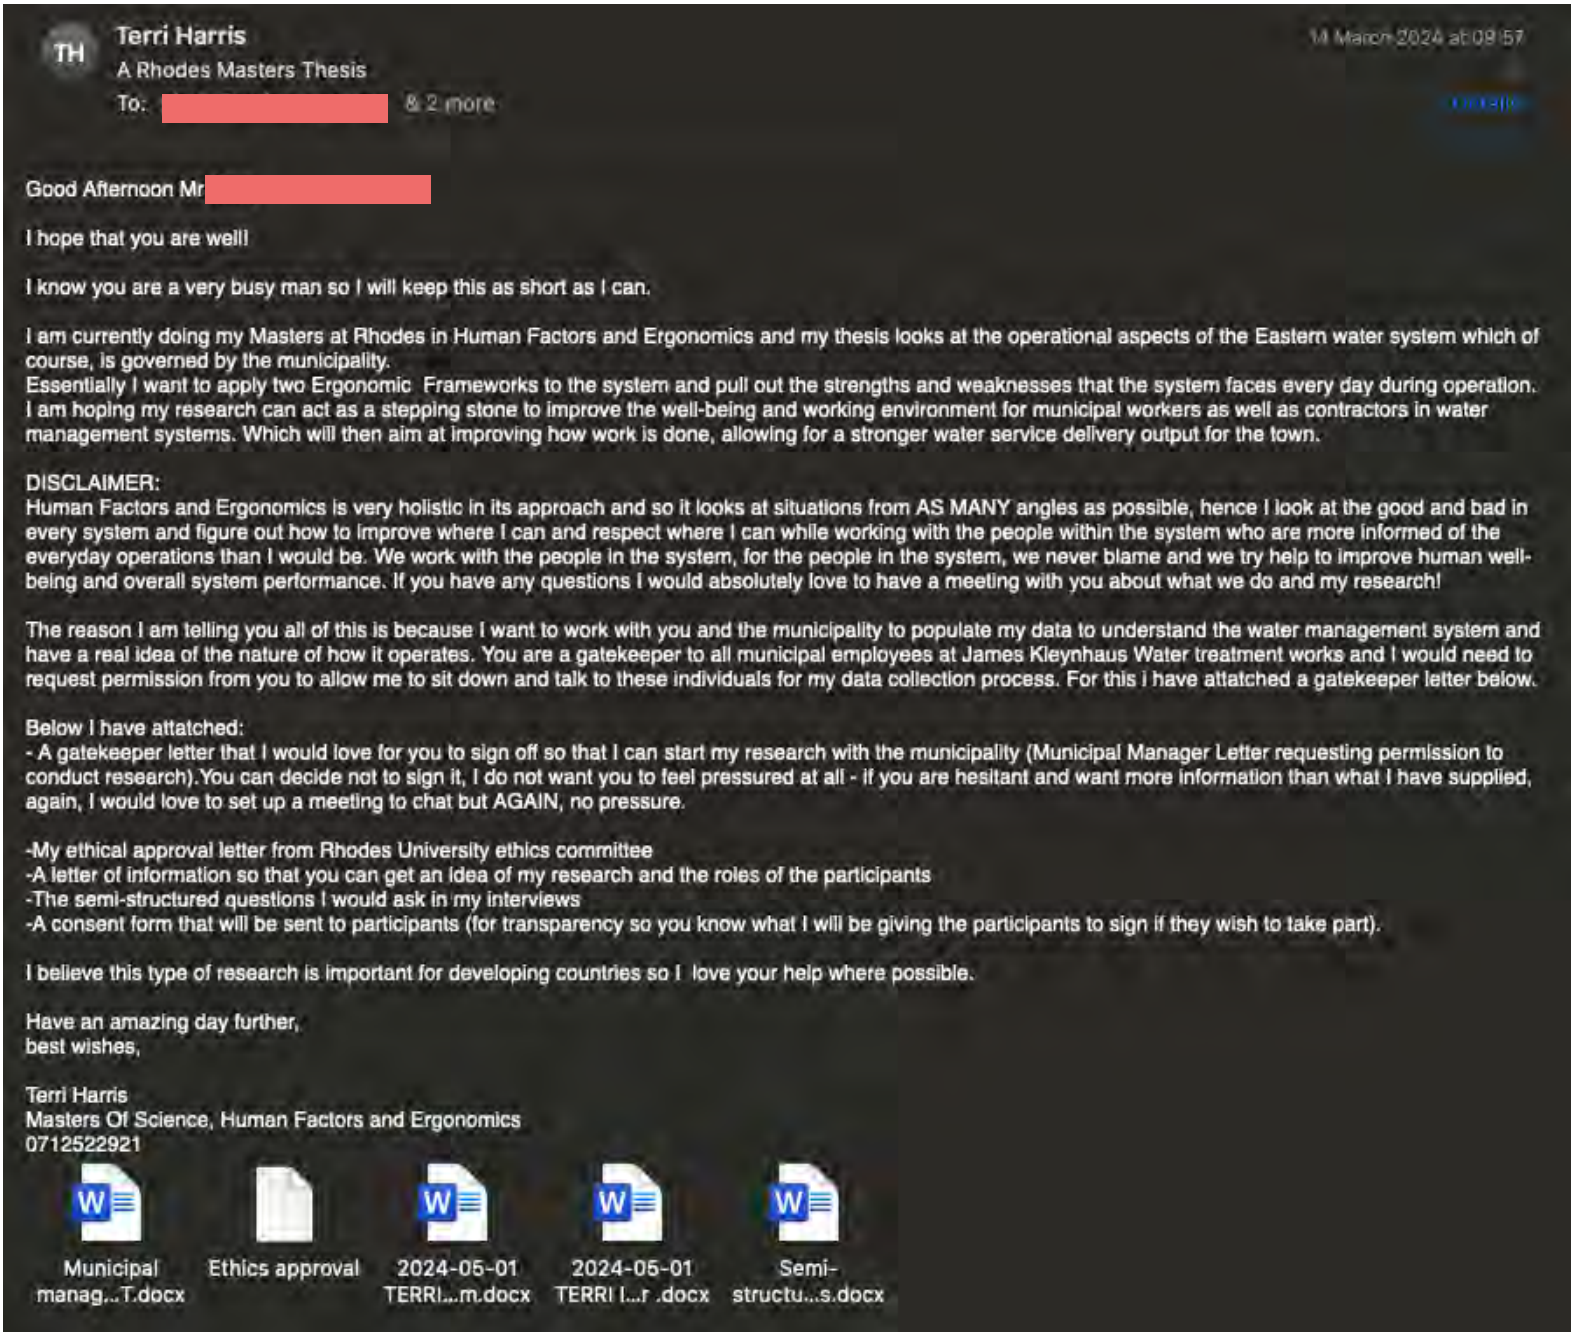 TH
Terri Harris
14 March 2024 at 09:57
A Rhodes Masters Thesis
To: & 2 more
Good Afternoon Mr
I hope that you are well!
I know you are a very busy man so I will keep this as short as I can.
I am currently doing my Masters at Rhodes in Human Factors and Ergonomics and my thesis looks at the operational aspects of the Eastern water system which of
course, is governed by the municipality.
Essentially I want to apply two Ergonomic Frameworks to the system and pull out the strengths and weaknesses that the system faces every day during operation.
I am hoping my research can act as a stepping stone to improve the well-being and working environment for municipal workers as well as contractors in water
management systems. Which will then aim at improving how work is done, allowing for a stronger water service delivery output for the town.
DISCLAIMER:
Human Factors and Ergonomics is very holistic in its approach and so it looks at situations from AS MANY angles as possible, hence I look at the good and bad in
every system and figure out how to improve where I can and respect where I can while working with the people within the system who are more informed of the
everyday operations than I would be. We work with the people in the system, for the people in the system, we never blame and we try help to improve human well-
being and overall system performance. If you have any questions I would absolutely love to have a meeting with you about what we do and my research!
The reason I am telling you all of this is because I want to work with you and the municipality to populate my data to understand the water management system and
have a real idea of the nature of how it operates. You are a gatekeeper to all municipal employees at James Kleynhaus Water treatment works and I would need to
request permission from you to allow me to sit down and talk to these individuals for my data collection process. For this i have attatched a gatekeeper letter below.
Below I have attatched:
- A gatekeeper letter that I would love for you to sign off so that I can start my research with the municipality (Municipal Manager Letter requesting permission to
conduct research).You can decide not to sign it, I do not want you to feel pressured at all - if you are hesitant and want more information than what I have supplied,
again, I would love to set up a meeting to chat but AGAIN, no pressure.
-My ethical approval letter from Rhodes University ethics committee
-A letter of information so that you can get an idea of my research and the roles of the participants
-The semi-structured questions I would ask in my interviews
-A consent form that will be sent to participants (for transparency so you know what I will be giving the participants to sign if they wish to take part).
I believe this type of research is important for developing countries so I love your help where possible.
Have an amazing day further,
best wishes,
Terri Harris
Masters Of Science, Human Factors and Ergonomics
0712522921
W W W W
Municipal manag...T.docx
Ethics approval
2024-05-01 TERRI...m.docx
2024-05-01 TERRI I...r .docx
Semi-structu...s.docx